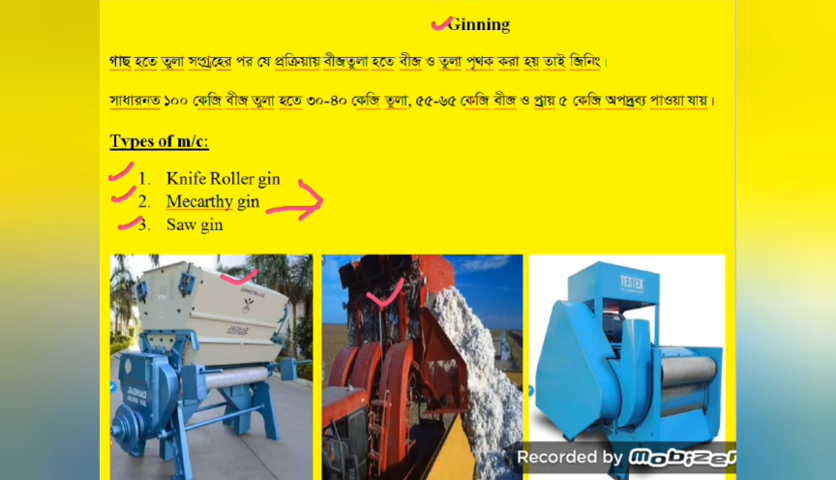 Ginning
গাছ হতে তুলা সংগ্রহের পর যে প্রক্রিয়ায় বীজতুলা হতে বীজ ও তুলা পৃথক করা হয় তাই জিনিং।
সাধারনত ১০০ কেজি বীজ তুলা হতে ৩০-৪০ কেজি তুলা, ৫৫-৬৫ কেজি বীজ ও প্রায় ৫ কেজি অপদ্রব্য পাওয়া যায়।
Types of m/c:
1. Knife Roller gin
2. Mecarthy gin
3. Saw gin
TESTEX
JADHAO
Recorded by Mobizen